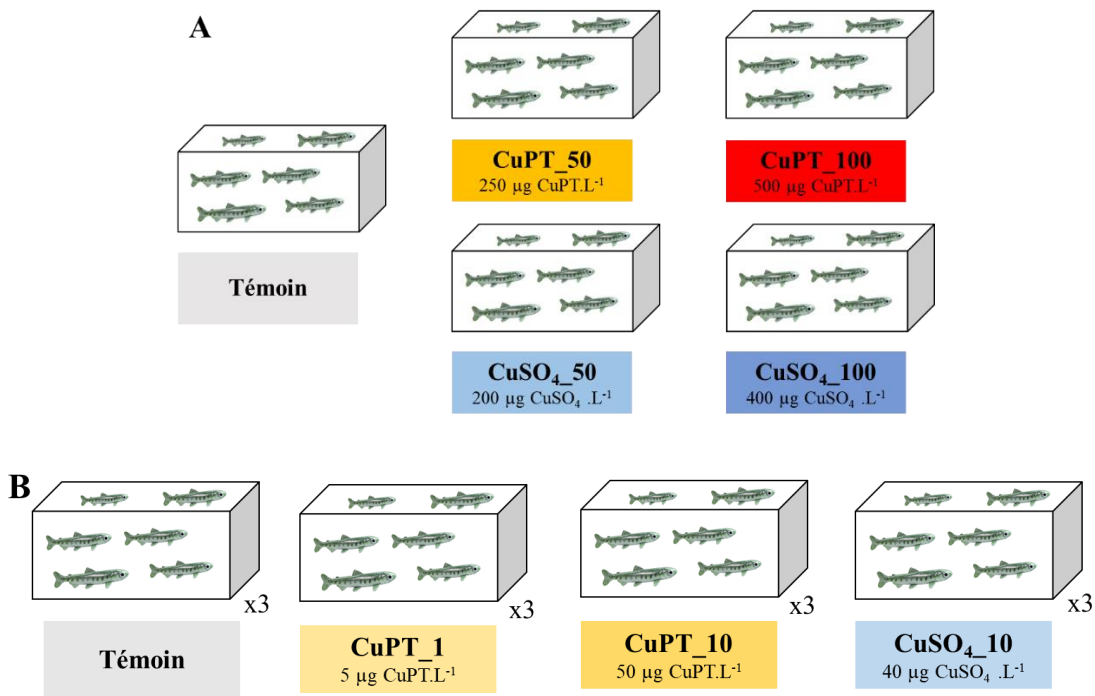 A
CuPT_50
250 µg CuPT.L⁻¹
CuPT_100
500 µg CuPT.L⁻¹
Témoin
CuSO₄_50
200 µg CuSO₄ .L⁻¹
CuSO₄_100
400 µg CuSO₄ .L⁻¹
B
x3
x3
x3
x3
Témoin
CuPT_1
5 µg CuPT.L⁻¹
CuPT_10
50 µg CuPT.L⁻¹
CuSO₄_10
40 µg CuSO₄ .L⁻¹